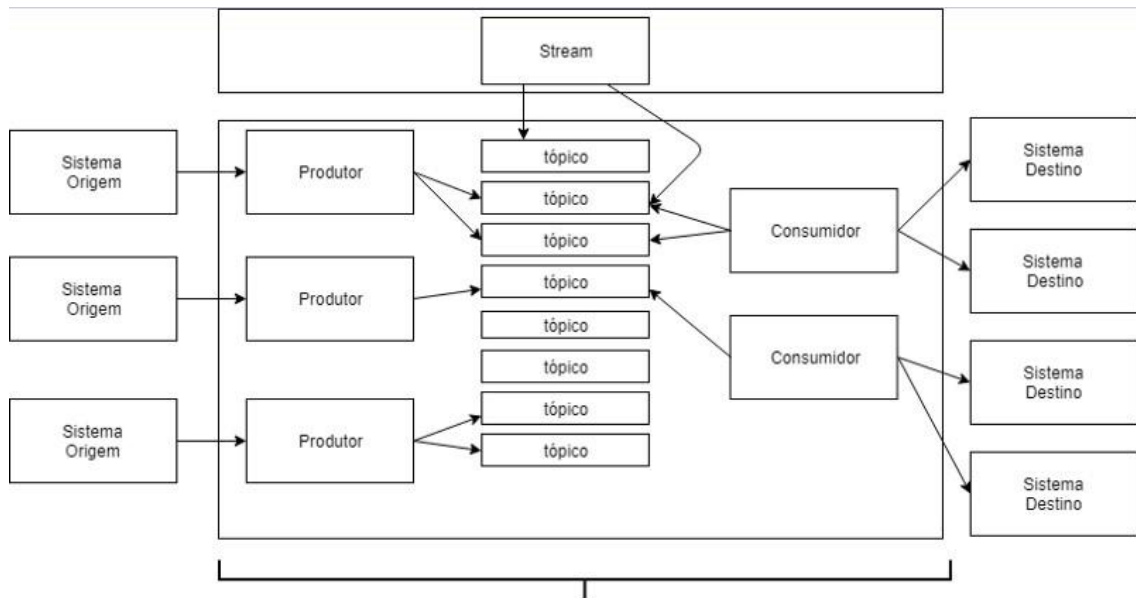 Stream
Sistema
Origem
Produtor
Sistema
Origem
Produtor
Sistema
Origem
Produtor
tópico
tópico
tópico
tópico
tópico
tópico
tópico
tópico
Consumidor
Consumidor
Sistema
Destino
Sistema
Destino
Sistema
Destino
Sistema
Destino